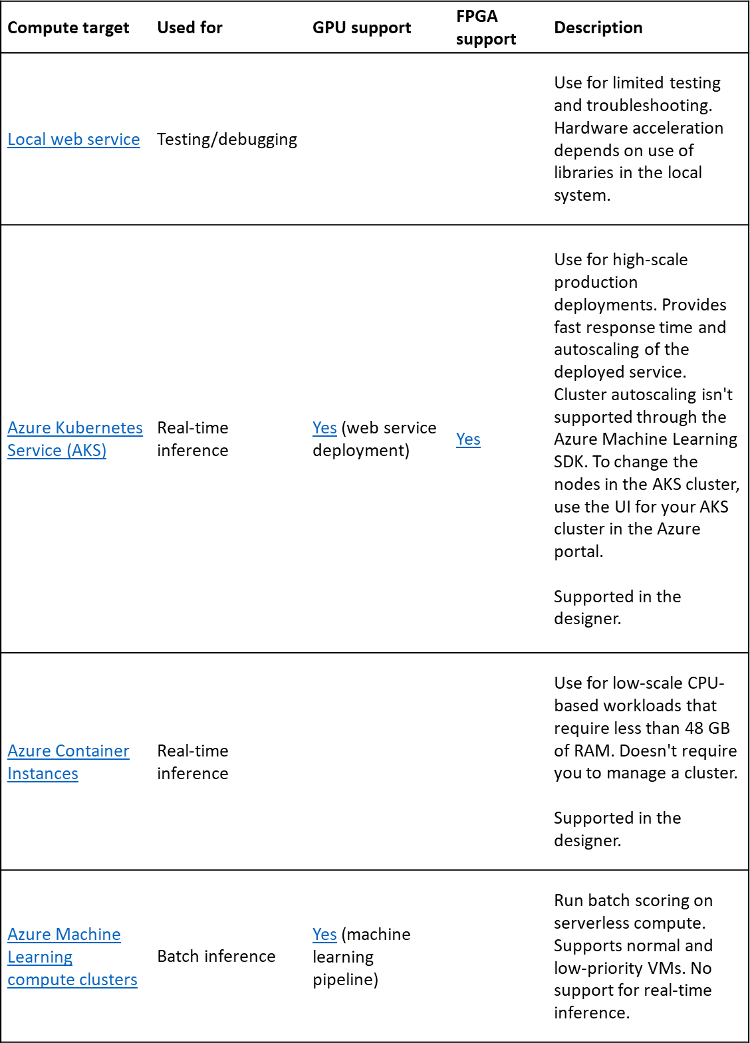 Compute target Used for GPU support FPGA support Description
Local web service
Testing/debugging
Use for limited testing
and troubleshooting.
Hardware acceleration
depends on use of
libraries in the local
system.
Azure Kubernetes
Service (AKS)
Real-time
inference
Yes (web service
deployment)
Yes
Use for high-scale
production
deployments. Provides
fast response time and
autoscaling of the
deployed service.
Cluster autoscaling isn't
supported through the
Azure Machine Learning
SDK. To change the
nodes in the AKS cluster,
use the UI for your AKS
cluster in the Azure
portal.
Supported in the
designer.
Azure Container
Instances
Real-time
inference
Use for low-scale CPU-
based workloads that
require less than 48 GB
of RAM. Doesn't require
you to manage a cluster.
Supported in the
designer.
Azure Machine
Learning
compute clusters
Batch inference
Yes (machine
learning
pipeline)
Run batch scoring on
serverless compute.
Supports normal and
low-priority VMs. No
support for real-time
inference.